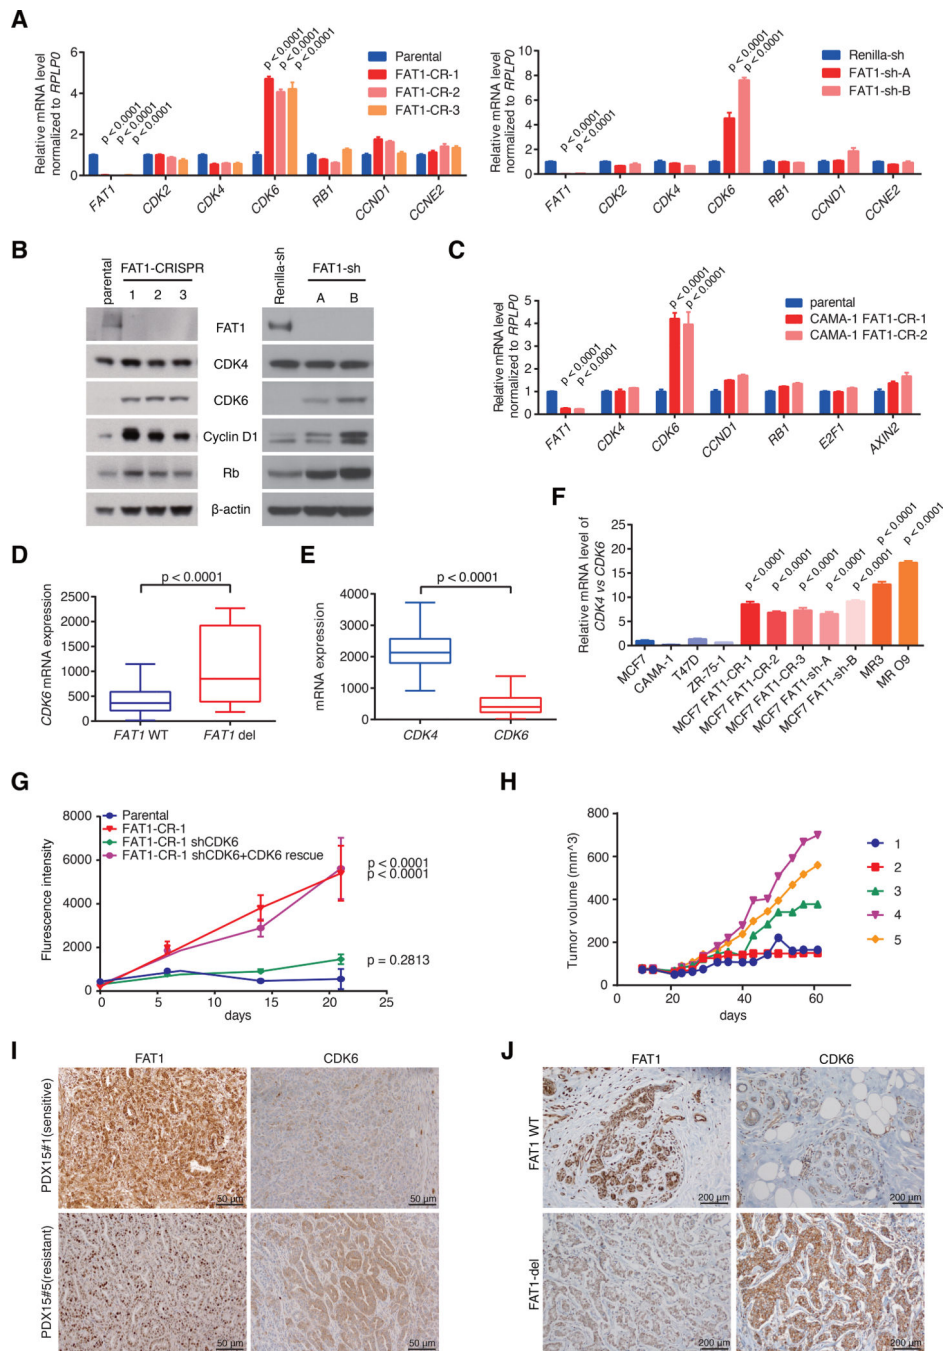 A
Relative mRNA level
normalized to RPLP0
6
4
2
0
p < 0.0001
p < 0.0001
p < 0.0001
p < 0.0001
p < 0.0001
p < 0.0001
Parental
FAT1-CR-1
FAT1-CR-2
FAT1-CR-3
FAT1
CDK2
CDK4
CDK6
RB1
CCND1
CCNE2
Relative mRNA level
normalized to RPLP0
10
8
6
4
2
0
p < 0.0001
p < 0.0001
p < 0.0001
p < 0.0001
Renilla-sh
FAT1-sh-A
FAT1-sh-B
FAT1
CDK2
CDK4
CDK6
RB1
CCND1
CCNE2
B
parental
FAT1-CRISPR
1 2 3
Renilla-sh
FAT1-sh
A B
FAT1
CDK4
CDK6
Cyclin D1
Rb
β-actin
C
Relative mRNA level
normalized to RPLP0
5
4
3
2
1
0
p < 0.0001
p < 0.0001
p < 0.0001
p < 0.0001
parental
CAMA-1 FAT1-CR-1
CAMA-1 FAT1-CR-2
FAT1
CDK4
CDK6
CCND1
RB1
E2F1
AXIN2
D
p < 0.0001
CDK6 mRNA expression
2500
2000
1500
1000
500
0
FAT1 WT
FAT1 del
E
p < 0.0001
mRNA expression
4000
3000
2000
1000
0
CDK4
CDK6
F
Relative mRNA level of
CDK4 vs CDK6
25
20
15
10
5
0
p < 0.0001
p < 0.0001
p < 0.0001
p < 0.0001
p < 0.0001
p < 0.0001
p < 0.0001
MCF7
CAMA-1
T47D
ZR-75-1
MCF7 FAT1-CR-1
MCF7 FAT1-CR-2
MCF7 FAT1-CR-3
MCF7 FAT1-sh-A
MCF7 FAT1-sh-B
MR3
MR O9
G
Flurescence intensity
8000
6000
4000
2000
0
Parental
FAT1-CR-1
FAT1-CR-1 shCDK6
FAT1-CR-1 shCDK6+CDK6 rescue
p < 0.0001
p < 0.0001
p = 0.2813
0 5 10 15 20 25
days
H
Tumor volume (mm^3)
800
600
400
200
0
0 20 40 60
days
1
2
3
4
5
I
FAT1 CDK6
PDX15#1(sensitive)
50 µm 50 µm
PDX15#5(resistant)
50 µm 50 µm
J
FAT1 CDK6
FAT1 WT
200 µm 200 µm
FAT1-del
200 µm 200 µm